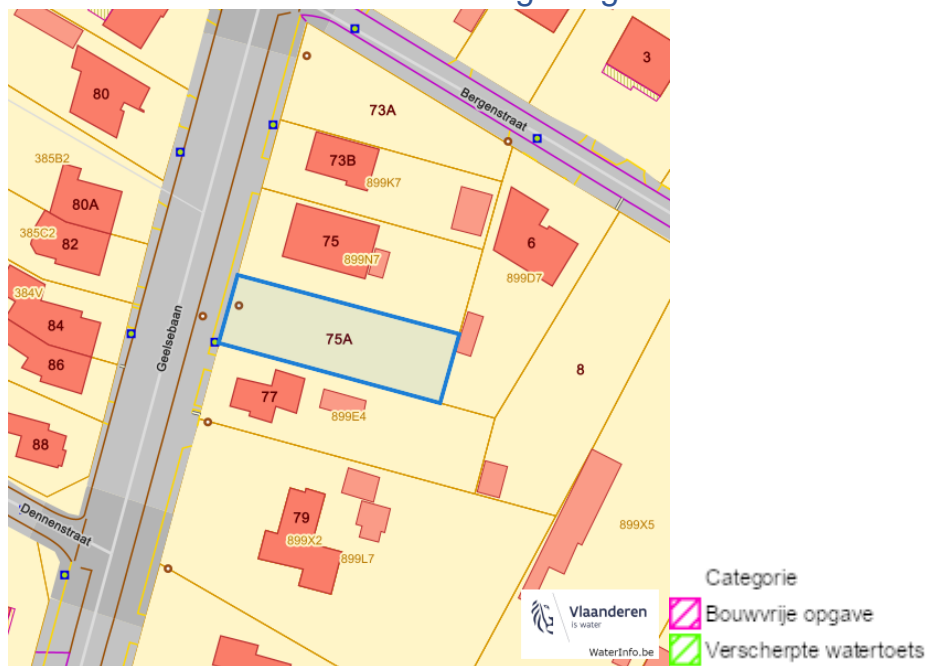 3
80
Bergenstraat
73A
385B2
73B
899K7
80A
385C2
82
75
899N7
6
899D7
384V
84
86
Geelsebaan
75A
8
77
899E4
88
Dennenstraat
79
899X2
899L7
899X5
Vlaanderen
is water
WaterInfo.be
Categorie
Bouwvrije opgave
Verscherpte watertoets